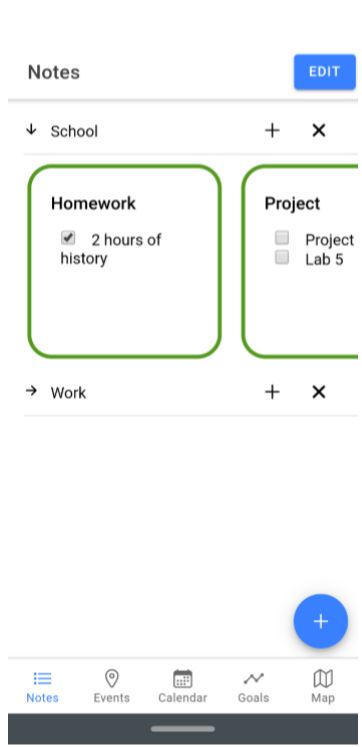 Notes
EDIT
School
Homework
2 hours of
history
Project
Project
Lab 5
Work
Notes
Events
Calendar
Goals
Map